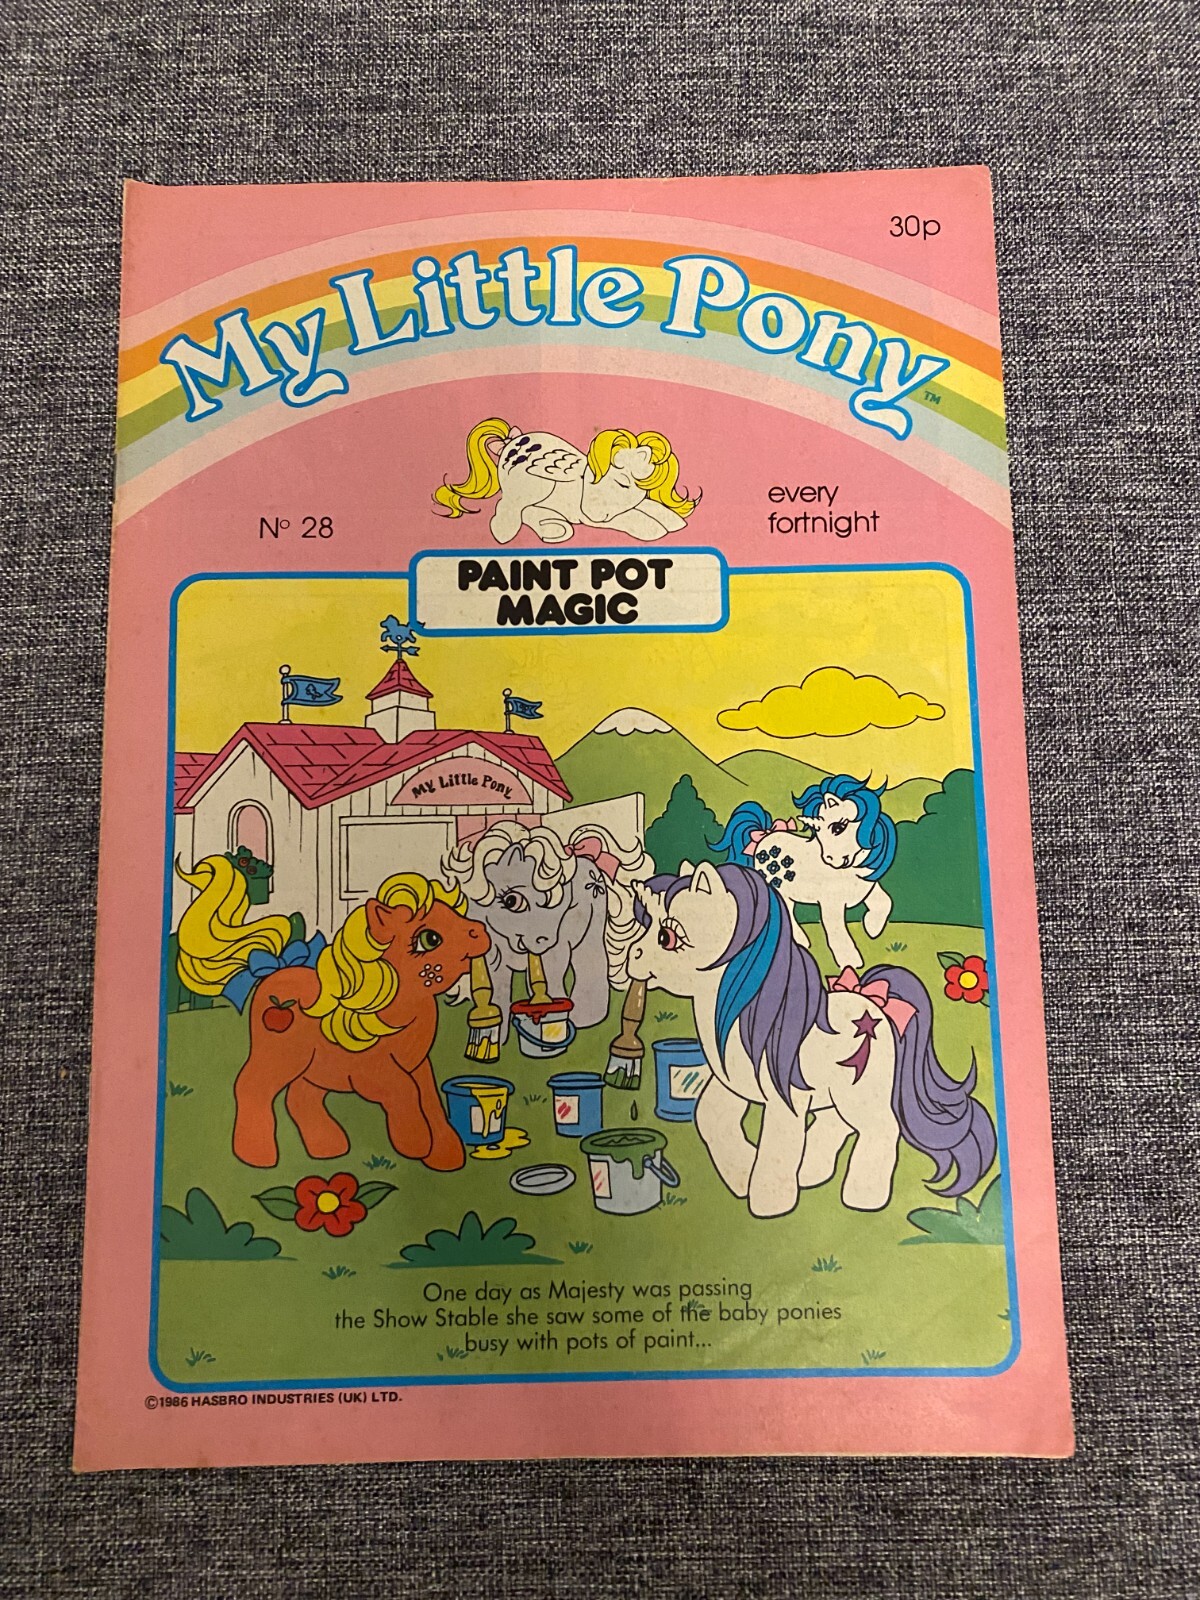 30p
My Little Pony™
Nº 28
every
fortnight
PAINT POT
MAGIC
My Little Pony
One day as Majesty was passing
the Show Stable she saw some of the baby ponies
busy with pots of paint...
©1986 HASBRO INDUSTRIES (UK) LTD.